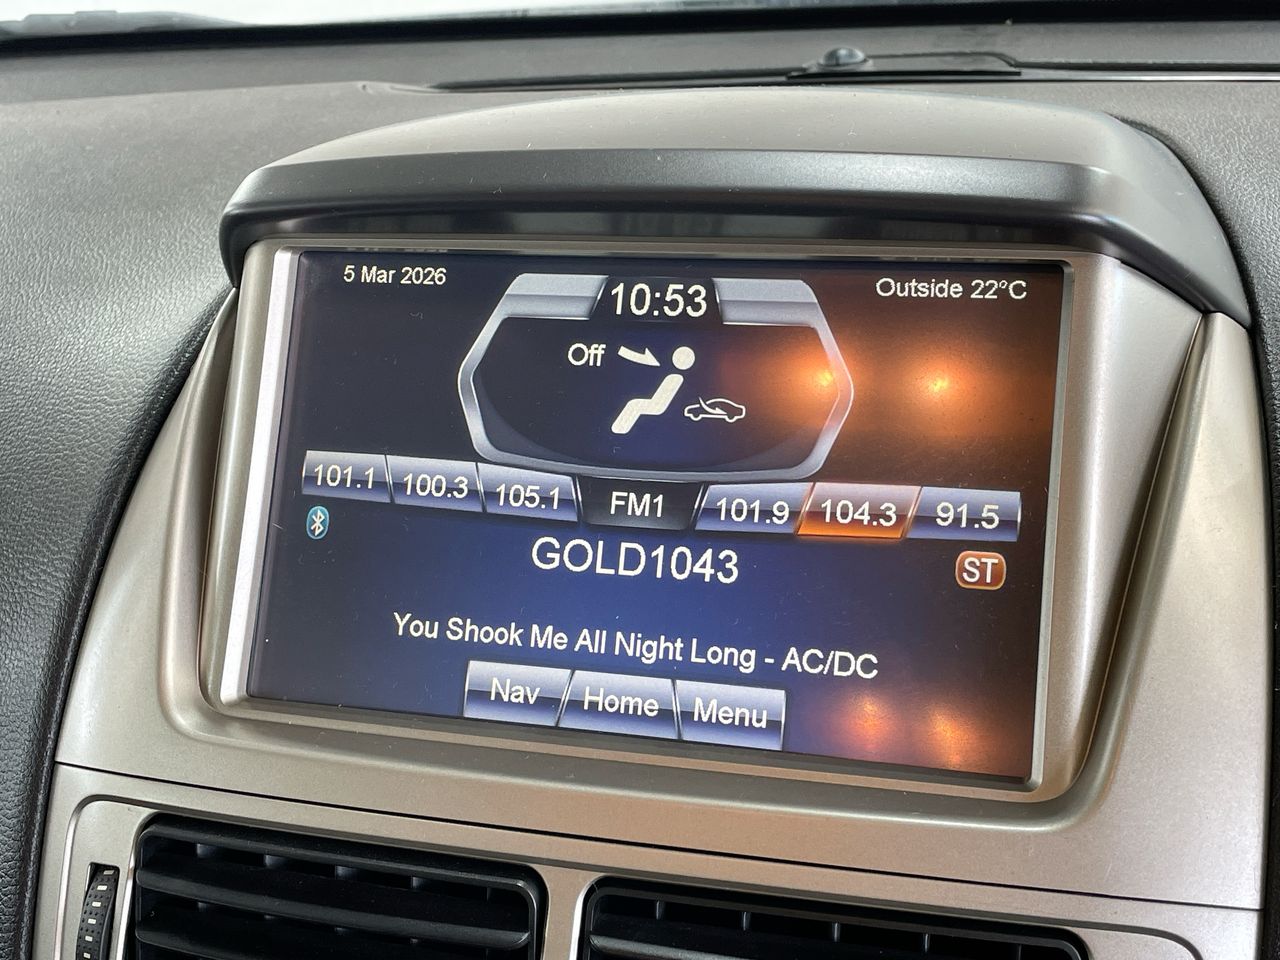 5 Mar 2026
10:53
Outside 22°C
Off
101.1 100.3 105.1 FM1 101.9 104.3 91.5
GOLD1043
ST
You Shook Me All Night Long - AC/DC
Nav Home Menu